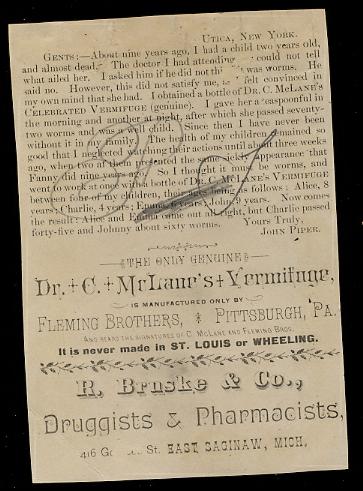 UTICA, NEW YORK.
GENTS:—About nine years ago, I had a child two years old,
and almost dead. The doctor I had attending could not tell
what ailed her. I asked him if he did not was worms. He
said no. However, this did not satisfy me, as I felt convinced in
my own mind that she had. I obtained a bottle of DR. C. McLANE'S
CELEBRATED VERMIFUGE (genuine). I gave her a teaspoonful in
the morning and another at night, after which she passed seventy-
two worms and was a well child. Since then I have never been
without it in my family. The health of my children remained so
good that I neglected watching their actions until about three weeks
ago, when two of them presented the same sickly appearance that
Fanny did nine years ago. So I thought it must be worms, and
went to work at once with a bottle of DR. C. McLANE'S VERMIFUGE
between four of my children, their ages being as follows: Alice, 8
years; Charlie, 4 years; Emma, 6 years; John, 9 years. Now comes
the result: Alice and Emma came out all right, but Charlie passed
forty-five and Johnny about sixty worms. Yours Truly,
JOHN PIPER.
THE ONLY GENUINE
Dr. + C. + McLane's + Vermifuge,
IS MANUFACTURED ONLY BY
FLEMING BROTHERS, PITTSBURGH, PA.
AND BEARS THE SIGNATURES OF C. MCLANE AND FLEMING BROS.
It is never made in ST. LOUIS or WHEELING.
R. Bruske & Co.,
Druggists & Pharmacists,
416 St. EAST SAGINAW, MICH.